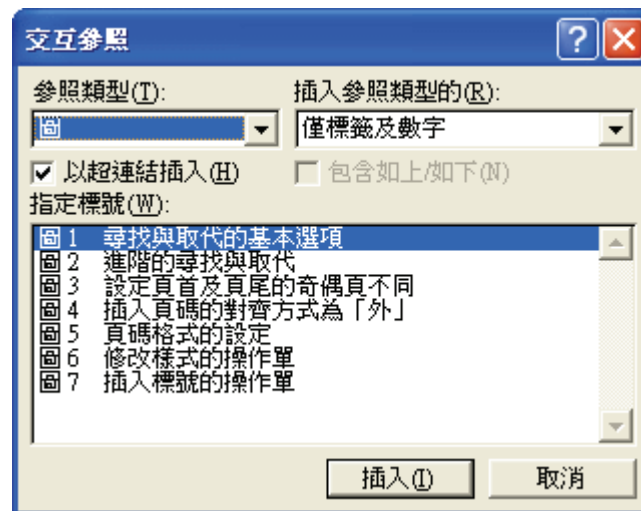 交互參照
參照類型(T): 插入參照類型的(R):
圖 僅標籤及數字
以超連結插入(H) 包含如上/如下(N)
指定標號(W):
圖 1 尋找與取代的基本選項
圖 2 進階的尋找與取代
圖 3 設定頁首及頁尾的奇偶頁不同
圖 4 插入頁碼的對齊方式為「外」
圖 5 頁碼格式的設定
圖 6 修改樣式的操作單
圖 7 插入標號的操作單
插入(I) 取消